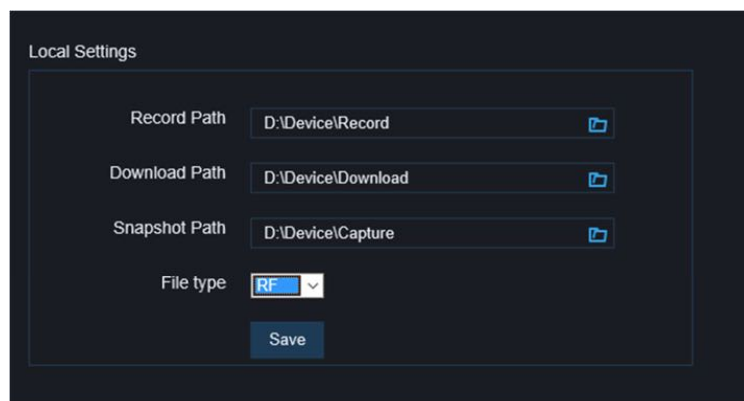 Local Settings
Record Path D:\Device\Record
Download Path D:\Device\Download
Snapshot Path D:\Device\Capture
File type RF
Save